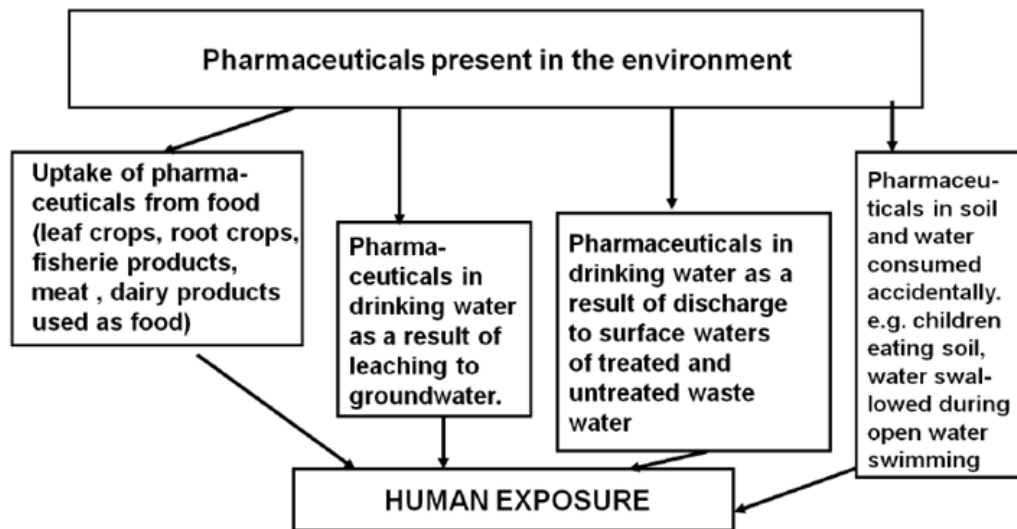 Pharmaceuticals present in the environment
Uptake of pharma-
ceuticals from food
(leaf crops, root crops,
fisherie products,
meat , dairy products
used as food)
Pharma-
ceuticals in
drinking water
as a result of
leaching to
groundwater.
Pharmaceuticals in
drinking water as a
result of discharge
to surface waters
of treated and
untreated waste
water
Pharmaceu-
ticals in soil
and water
consumed
accidentally.
e.g. children
eating soil,
water swal-
lowed during
open water
swimming
HUMAN EXPOSURE